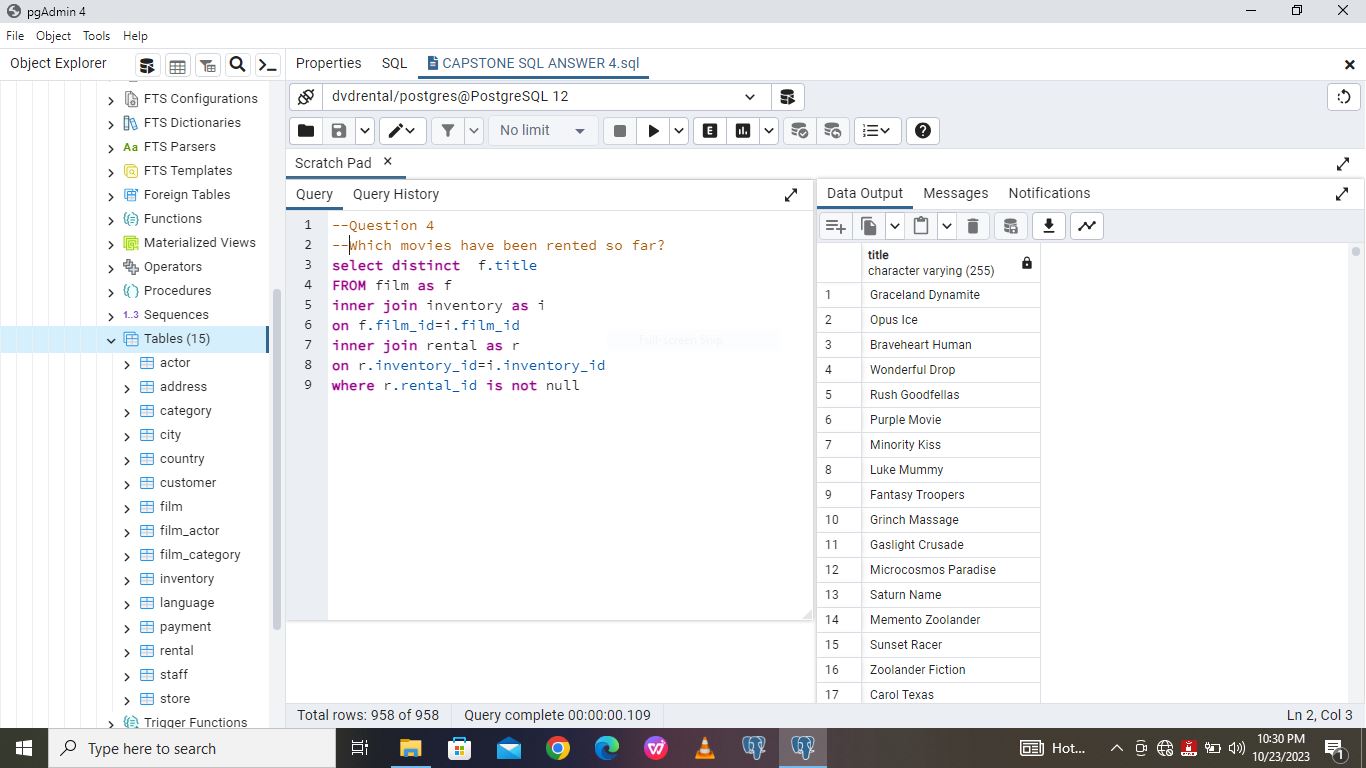 pgAdmin 4
File Object Tools Help
Object Explorer
Properties SQL CAPSTONE SQL ANSWER 4.sql
dvdrental/postgres@PostgreSQL 12
No limit
E
Scratch Pad
FTS Configurations
FTS Dictionaries
Aa FTS Parsers
FTS Templates
Foreign Tables
Functions
Materialized Views
Operators
Procedures
1..3 Sequences
Tables (15)
actor
address
category
city
country
customer
film
film_actor
film_category
inventory
language
payment
rental
staff
store
Trigger Functions
Query Query History
1 --Question 4
2 --Which movies have been rented so far?
3 select distinct  f.title
4 FROM film as f
5 inner join inventory as i
6 on f.film_id=i.film_id
7 inner join rental as r
8 on r.inventory_id=i.inventory_id
9 where r.rental_id is not null
Full-screen Snip
Data Output Messages Notifications
title
character varying (255)
1 Graceland Dynamite
2 Opus Ice
3 Braveheart Human
4 Wonderful Drop
5 Rush Goodfellas
6 Purple Movie
7 Minority Kiss
8 Luke Mummy
9 Fantasy Troopers
10 Grinch Massage
11 Gaslight Crusade
12 Microcosmos Paradise
13 Saturn Name
14 Memento Zoolander
15 Sunset Racer
16 Zoolander Fiction
17 Carol Texas
Total rows: 958 of 958 Query complete 00:00:00.109 Ln 2, Col 3
Type here to search
Hot...
10:30 PM
10/23/2023
1